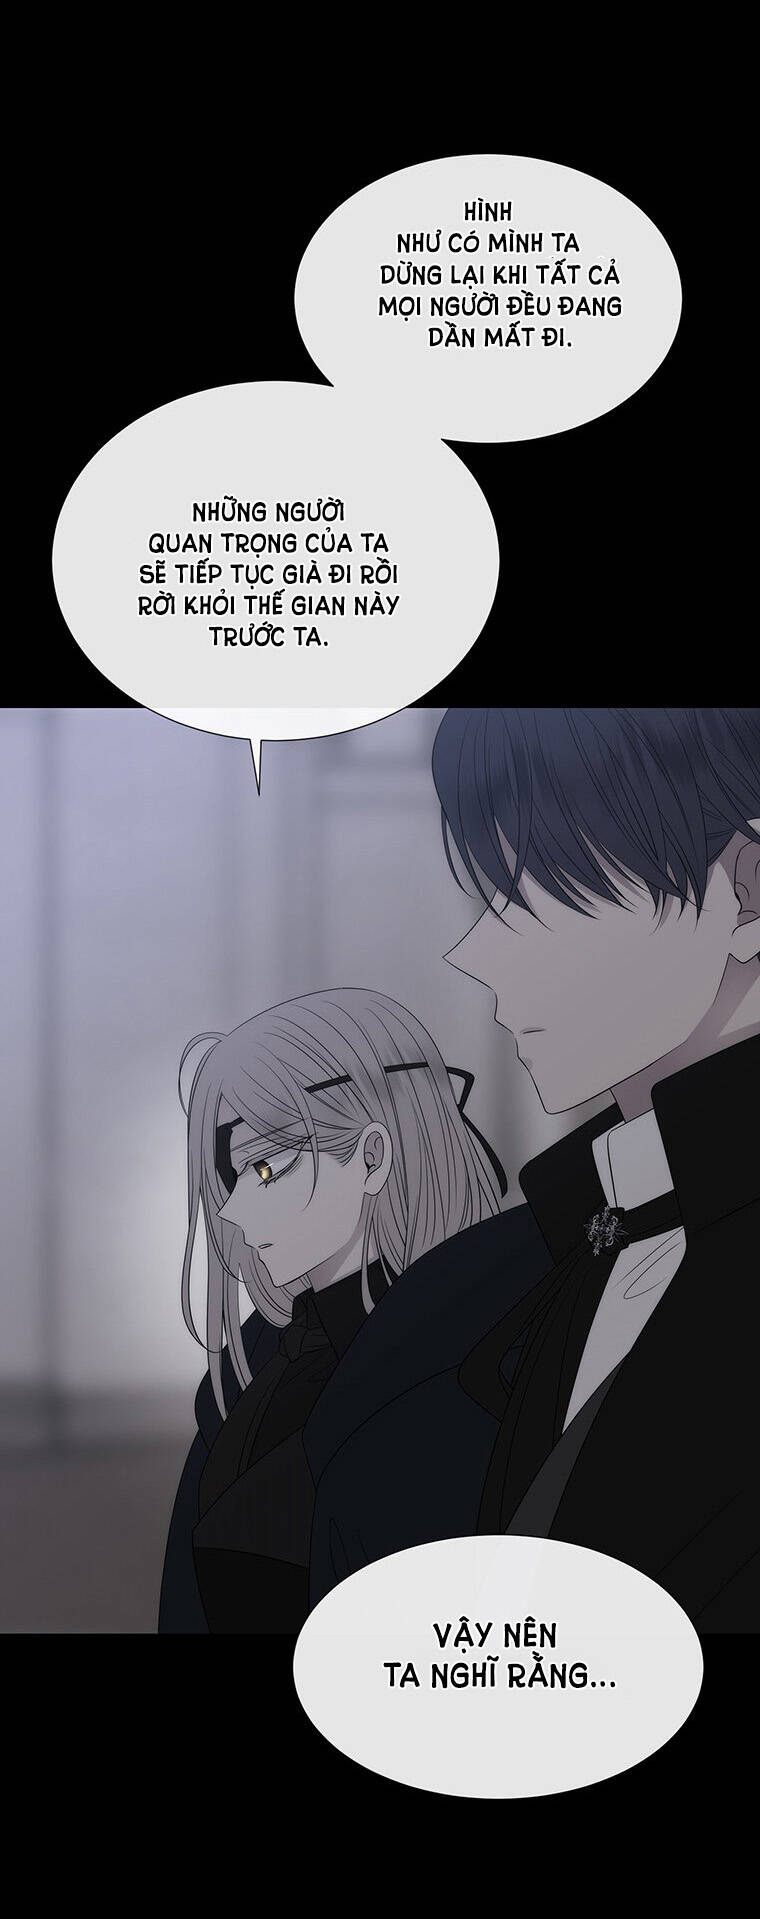 HÌNH
NHƯ CÓ MÌNH TA
DỪNG LẠI KHI TẤT CẢ
MỌI NGƯỜI ĐỀU ĐANG
DẦN MẤT ĐI.
NHỮNG NGƯỜI
QUAN TRỌNG CỦA TA
SẼ TIẾP TỤC GIÀ ĐI RỒI
RỜI KHỎI THẾ GIAN NÀY
TRƯỚC TA.
VẬY NÊN
TA NGHĨ RẰNG...